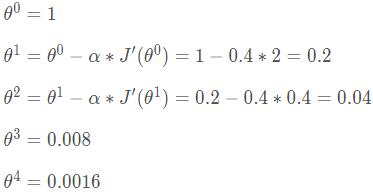 θ⁰ = 1
θ¹ = θ⁰ − α ∗ J′(θ⁰) = 1 − 0.4 ∗ 2 = 0.2
θ² = θ¹ − α ∗ J′(θ¹) = 0.2 − 0.4 ∗ 0.4 = 0.04
θ³ = 0.008
θ⁴ = 0.0016